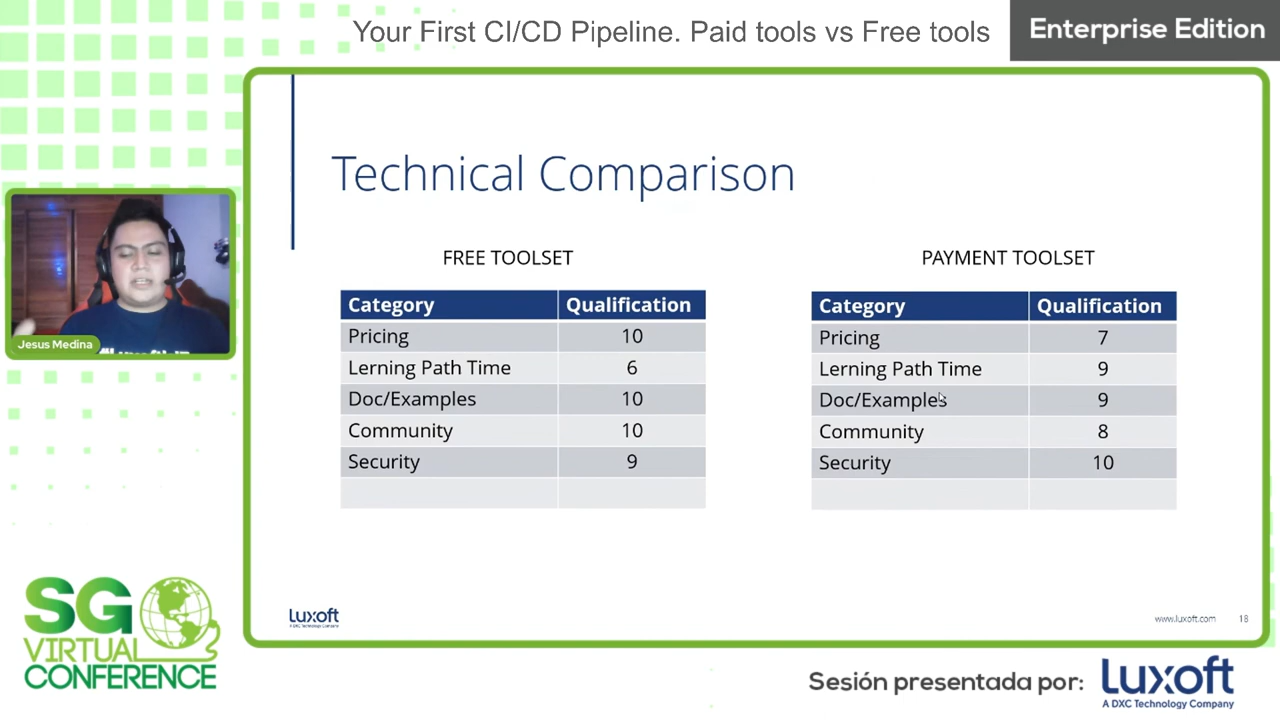 Your First CI/CD Pipeline. Paid tools vs Free tools
Enterprise Edition
Technical Comparison
Jesus Medina
FREE TOOLSET
Category Qualification
Pricing 10
Lerning Path Time 6
Doc/Examples 10
Community 10
Security 9
PAYMENT TOOLSET
Category Qualification
Pricing 7
Lerning Path Time 9
Doc/Examples 9
Community 8
Security 10
Luxoft
A DXC Technology Company
www.luxoft.com 18
SG
VIRTUAL
CONFERENCE
Sesión presentada por:
Luxoft
A DXC Technology Company